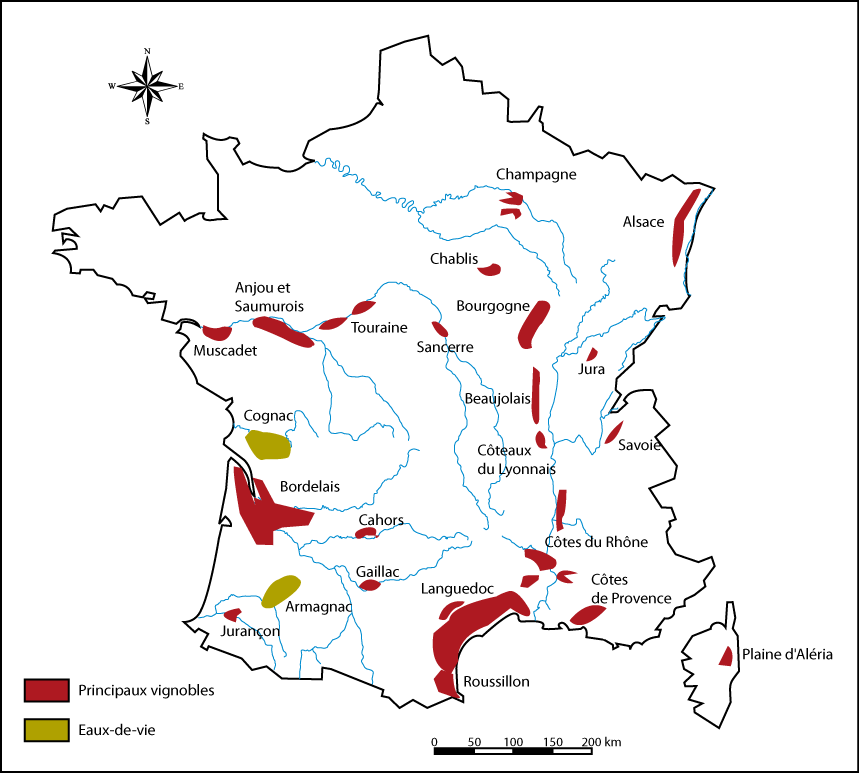 N
W
E
S
Champagne
Alsace
Chablis
Anjou et
Saumurois
Bourgogne
Touraine
Muscadet
Sancerre
Jura
Beaujolais
Cognac
Savoie
Côteaux
du Lyonnais
Bordelais
Cahors
Côtes du Rhône
Gaillac
Languedoc
Côtes
de Provence
Armagnac
Jurançon
Plaine d'Aléria
Roussillon
Principaux vignobles
Eaux-de-vie
0 50 100 150 200 km